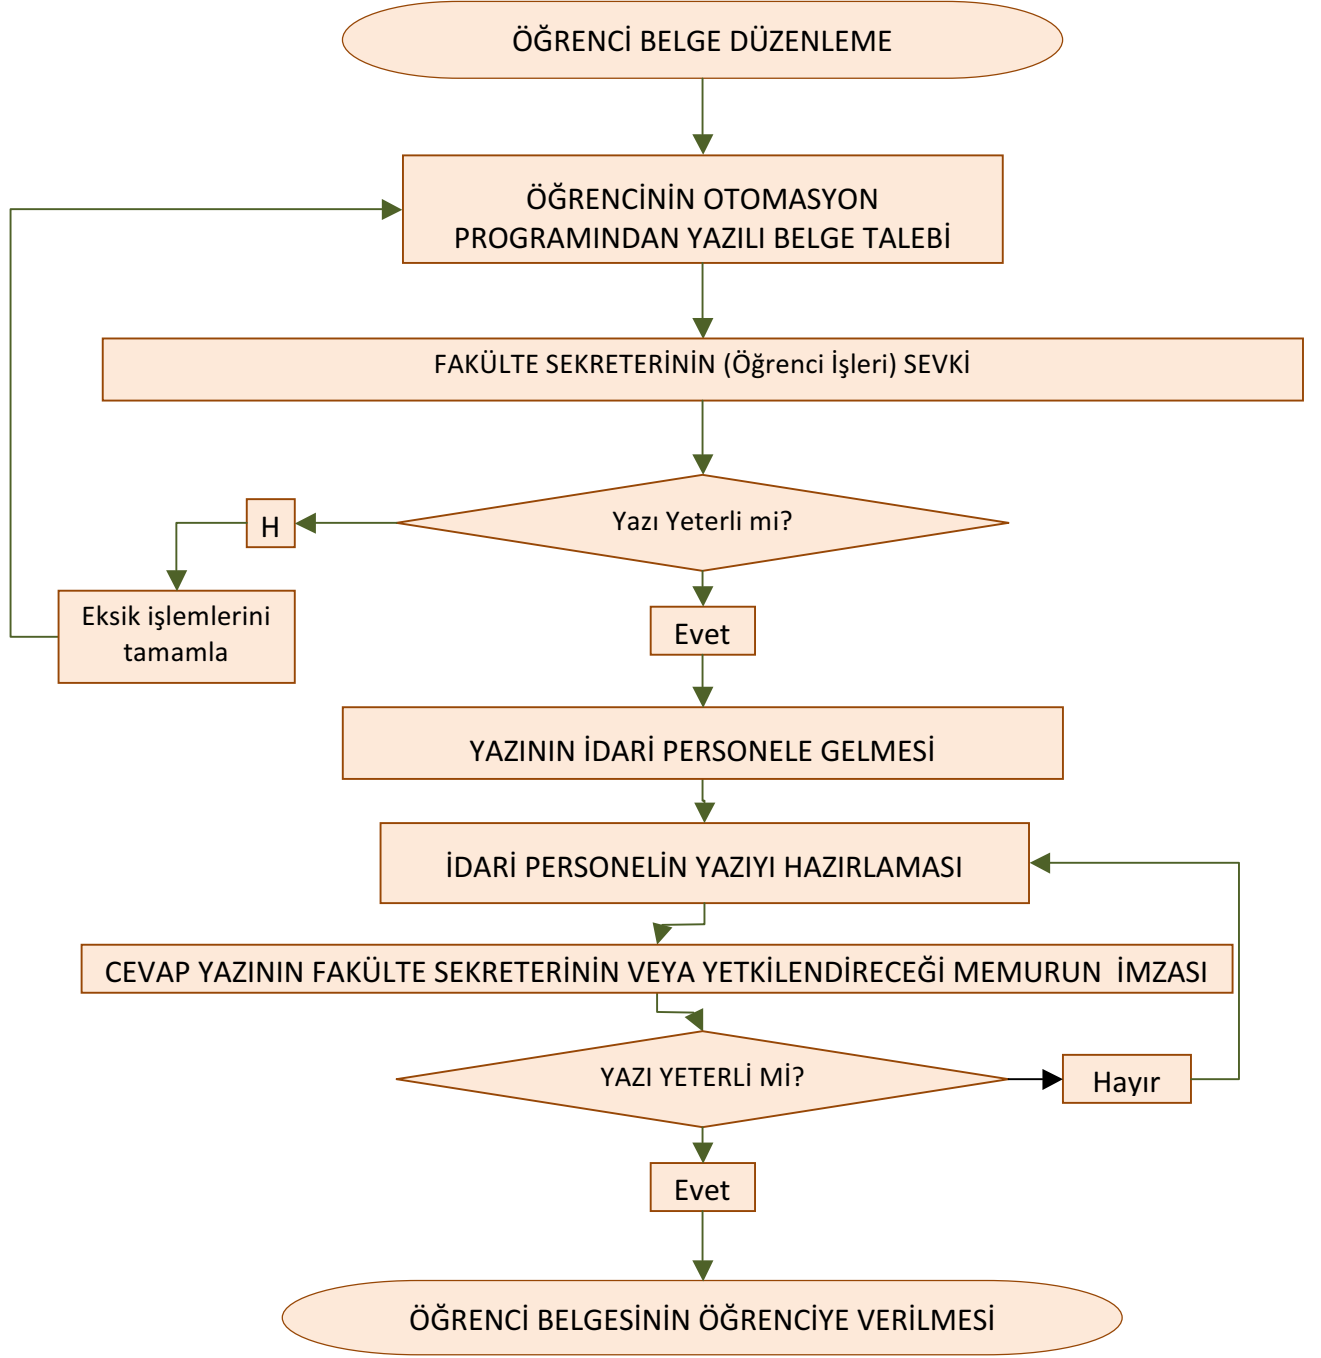 ÖĞRENCİ BELGE DÜZENLEME
ÖĞRENCİNİN OTOMASYON
PROGRAMINDAN YAZILI BELGE TALEBİ
FAKÜLTE SEKRETERİNİN (Öğrenci İşleri) SEVKİ
Yazı Yeterli mi?
H
Eksik işlemlerini
tamamla
Evet
YAZININ İDARİ PERSONELE GELMESİ
İDARİ PERSONELİN YAZIYI HAZIRLAMASI
CEVAP YAZININ FAKÜLTE SEKRETERİNİN VEYA YETKİLENDİRECEĞİ MEMURUN  İMZASI
YAZI YETERLİ Mİ?
Hayır
Evet
ÖĞRENCİ BELGESİNİN ÖĞRENCİYE VERİLMESİ